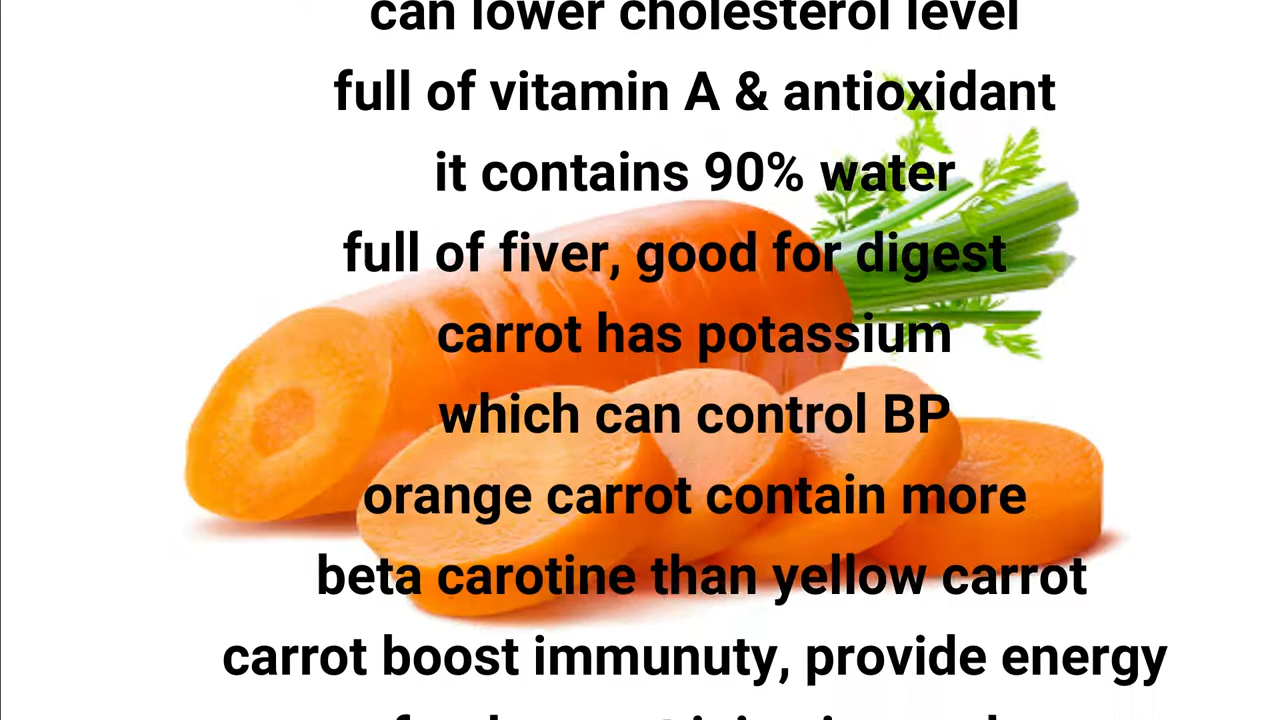 can lower cholesterol level
full of vitamin A & antioxidant
it contains 90% water
full of fiver, good for digest
carrot has potassium
which can control BP
orange carrot contain more
beta carotine than yellow carrot
carrot boost immunuty, provide energy